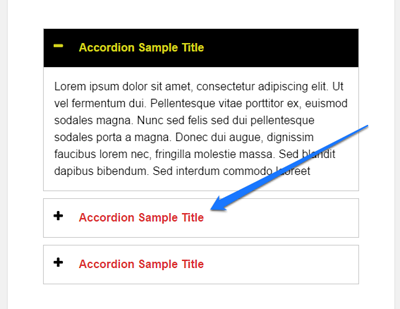 Accordion Sample Title
Lorem ipsum dolor sit amet, consectetur adipiscing elit. Ut
vel fermentum dui. Pellentesque vitae porttitor ex, euismod
sodales magna. Nunc sed felis sed dui pellentesque
sodales porta a magna. Donec dui augue, dignissim
faucibus lorem nec, fringilla molestie massa. Sed blandit
dapibus bibendum. Sed interdum commodo laoreet
Accordion Sample Title
Accordion Sample Title